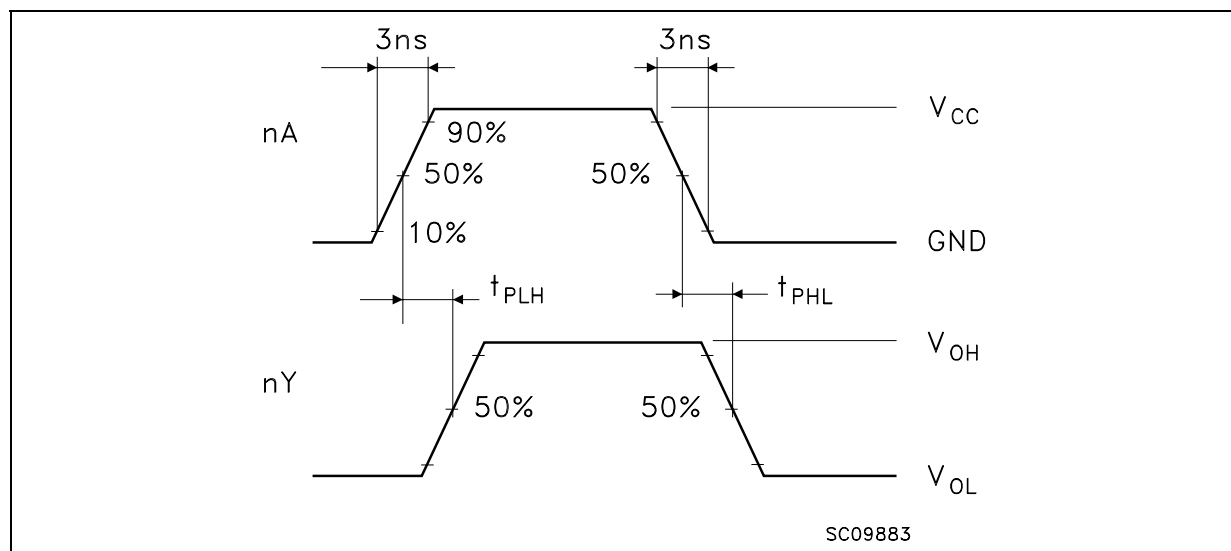 3ns 3ns
V_CC
nA
90%
50% 50%
10%
GND
t_PLH t_PHL
V_OH
nY
50% 50%
V_OL
SC09883